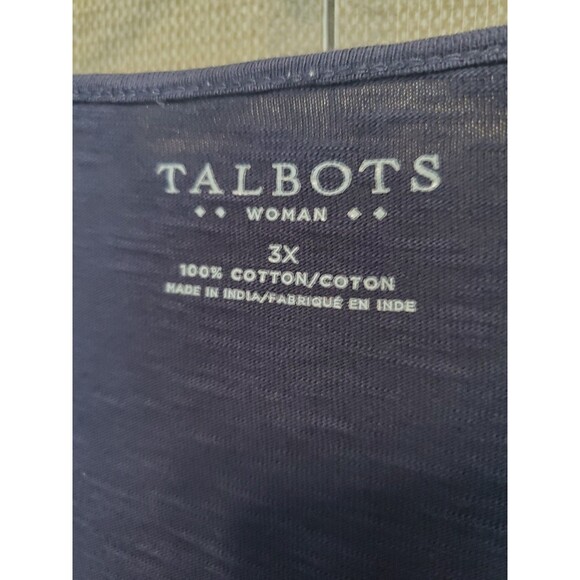 TALBOTS
WOMAN
3X
100% COTTON/COTON
MADE IN INDIA/FABRIQUÉ EN INDE